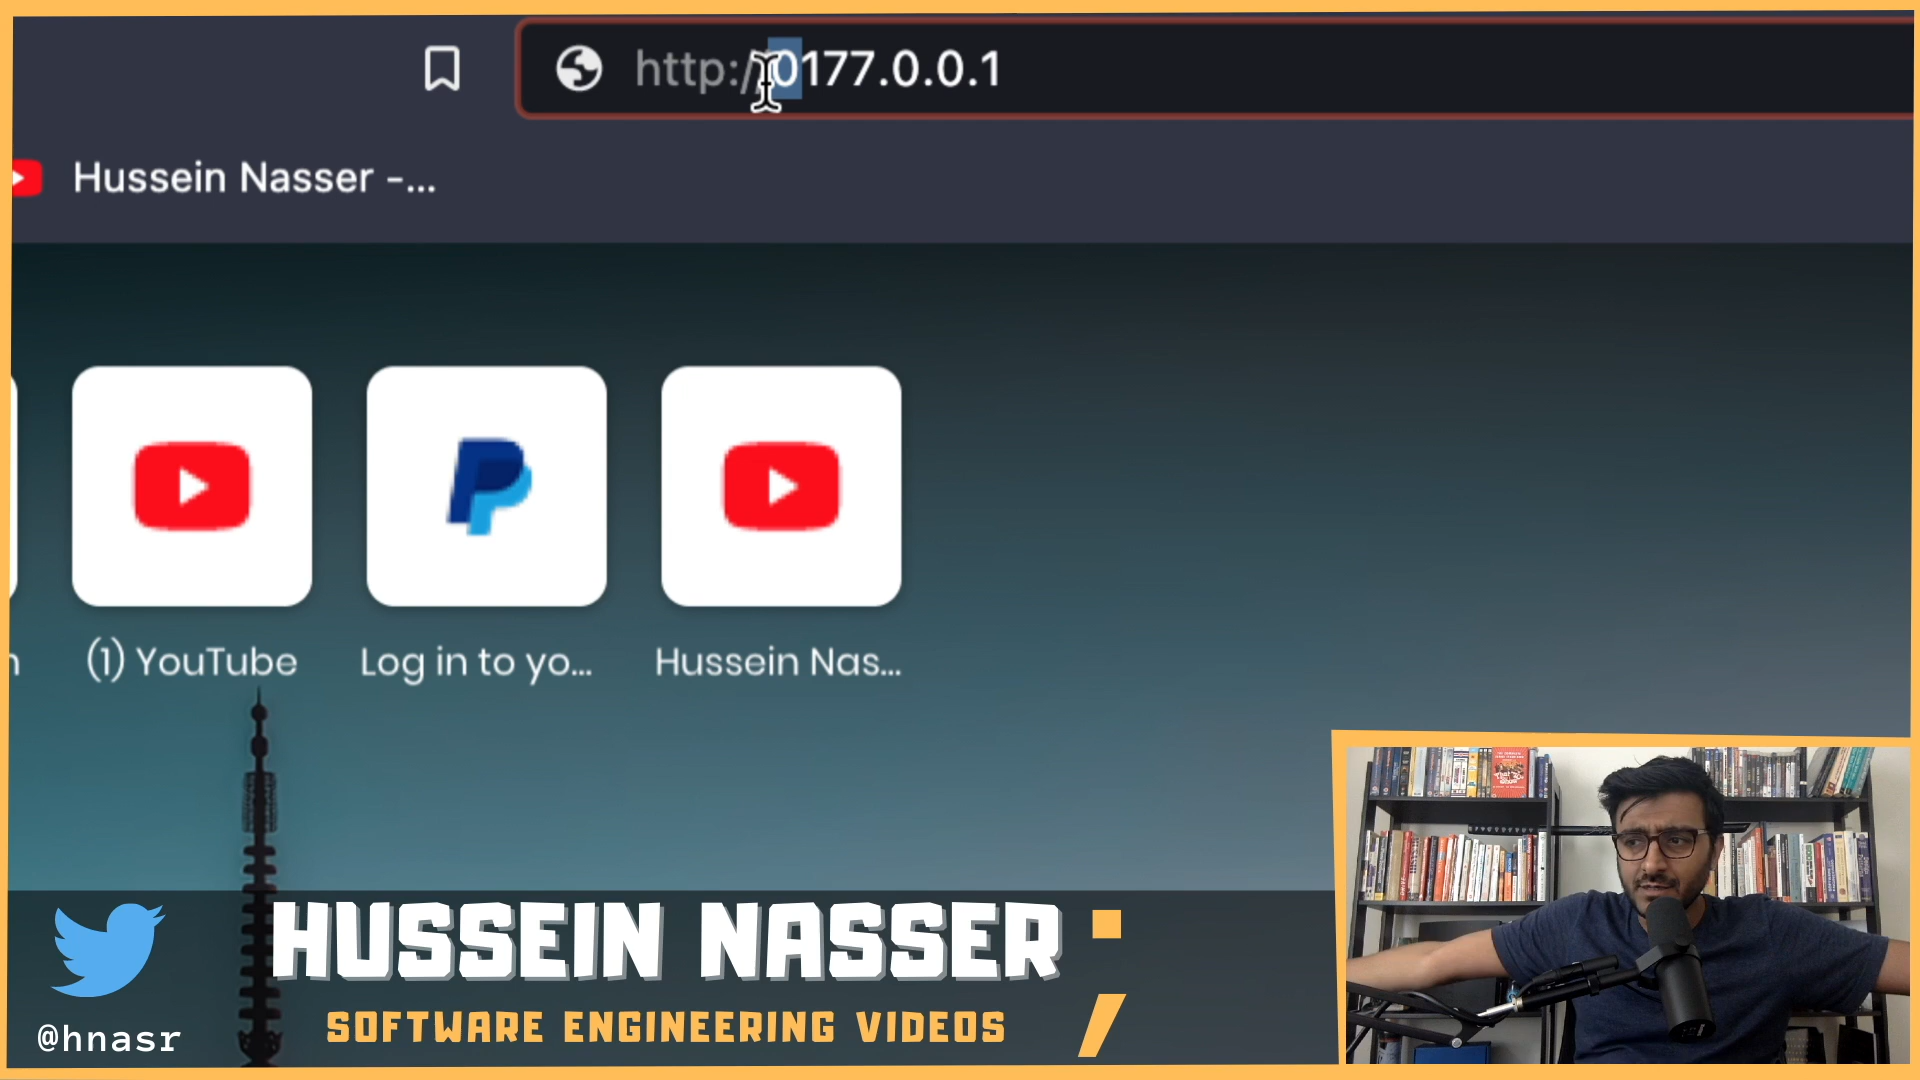 http://0177.0.0.1
Hussein Nasser -...
n
(1) YouTube
Log in to yo...
Hussein Nas...
HUSSEIN NASSER;
SOFTWARE ENGINEERING VIDEOS
@hnasr